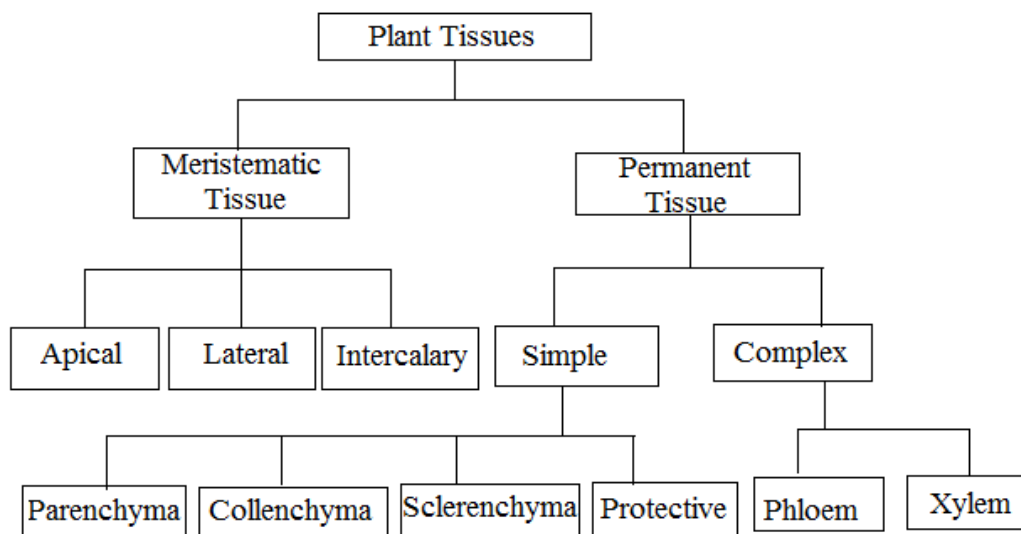 Plant Tissues
Meristematic
Tissue
Permanent
Tissue
Apical
Lateral
Intercalary
Simple
Complex
Parenchyma
Collenchyma
Sclerenchyma
Protective
Phloem
Xylem